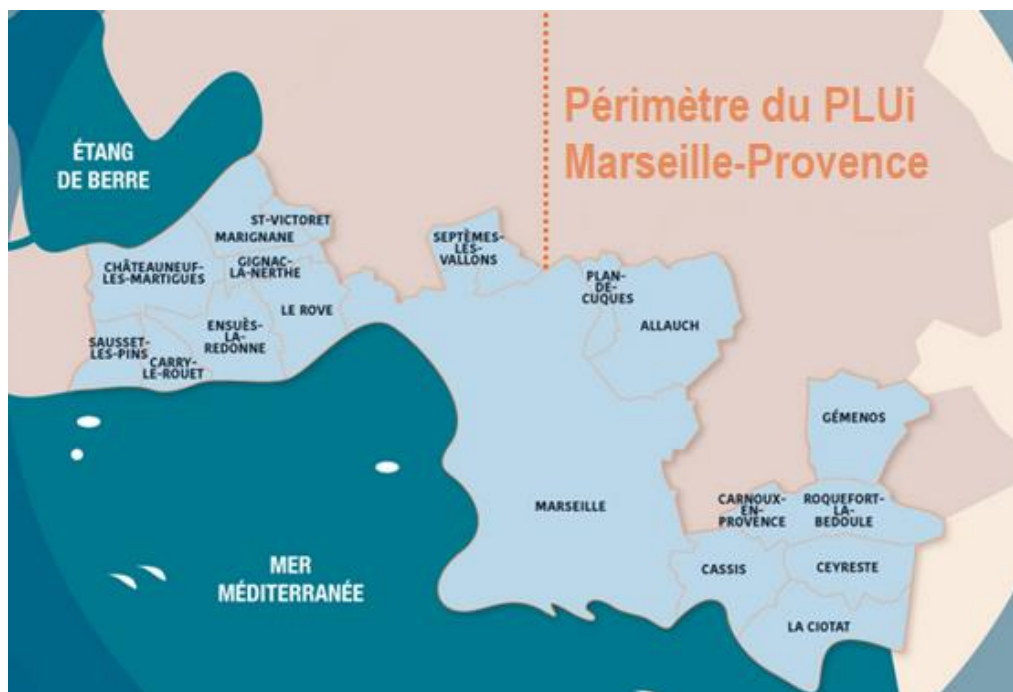 Périmètre du PLUi
Marseille-Provence
ÉTANG
DE BERRE
ST-VICTORET
MARIGNANE
CHÂTEAUNEUF-
LES-MARTIGUES
GIGNAC-
LA-NERTHE
LE ROVE
ENSUÈS-
LA-
REDONNE
SAUSSET-
LES-PINS
CARRY-
LE-ROUET
SEPTÈMES-
LES-
VALLONS
PLAN-
DE-
CUQUES
ALLAUCH
GÉMENOS
MARSEILLE
CARNOUX-
EN-
PROVENCE
ROQUEFORT-
LA-
BEDOULE
CASSIS
CEYRESTE
LA CIOTAT
MER
MÉDITERRANÉE